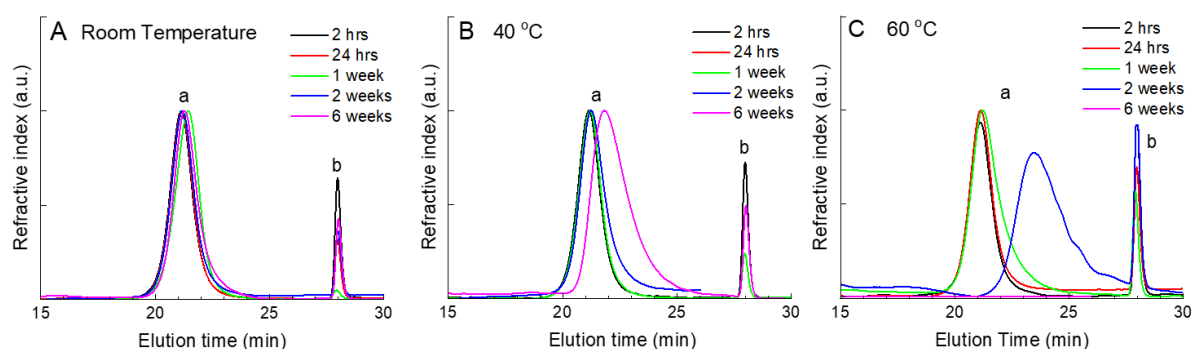 A Room Temperature
2 hrs
24 hrs
1 week
2 weeks
6 weeks
a
b
Refractive index (a.u.)
15 20 25 30
Elution time (min)
B 40 °C
2 hrs
24 hrs
1 week
2 weeks
6 weeks
a
b
Refractive index (a.u.)
15 20 25 30
Elution time (min)
C 60 °C
2 hrs
24 hrs
1 week
2 weeks
6 weeks
a
b
Refractive index (a.u.)
15 20 25 30
Elution Time (min)